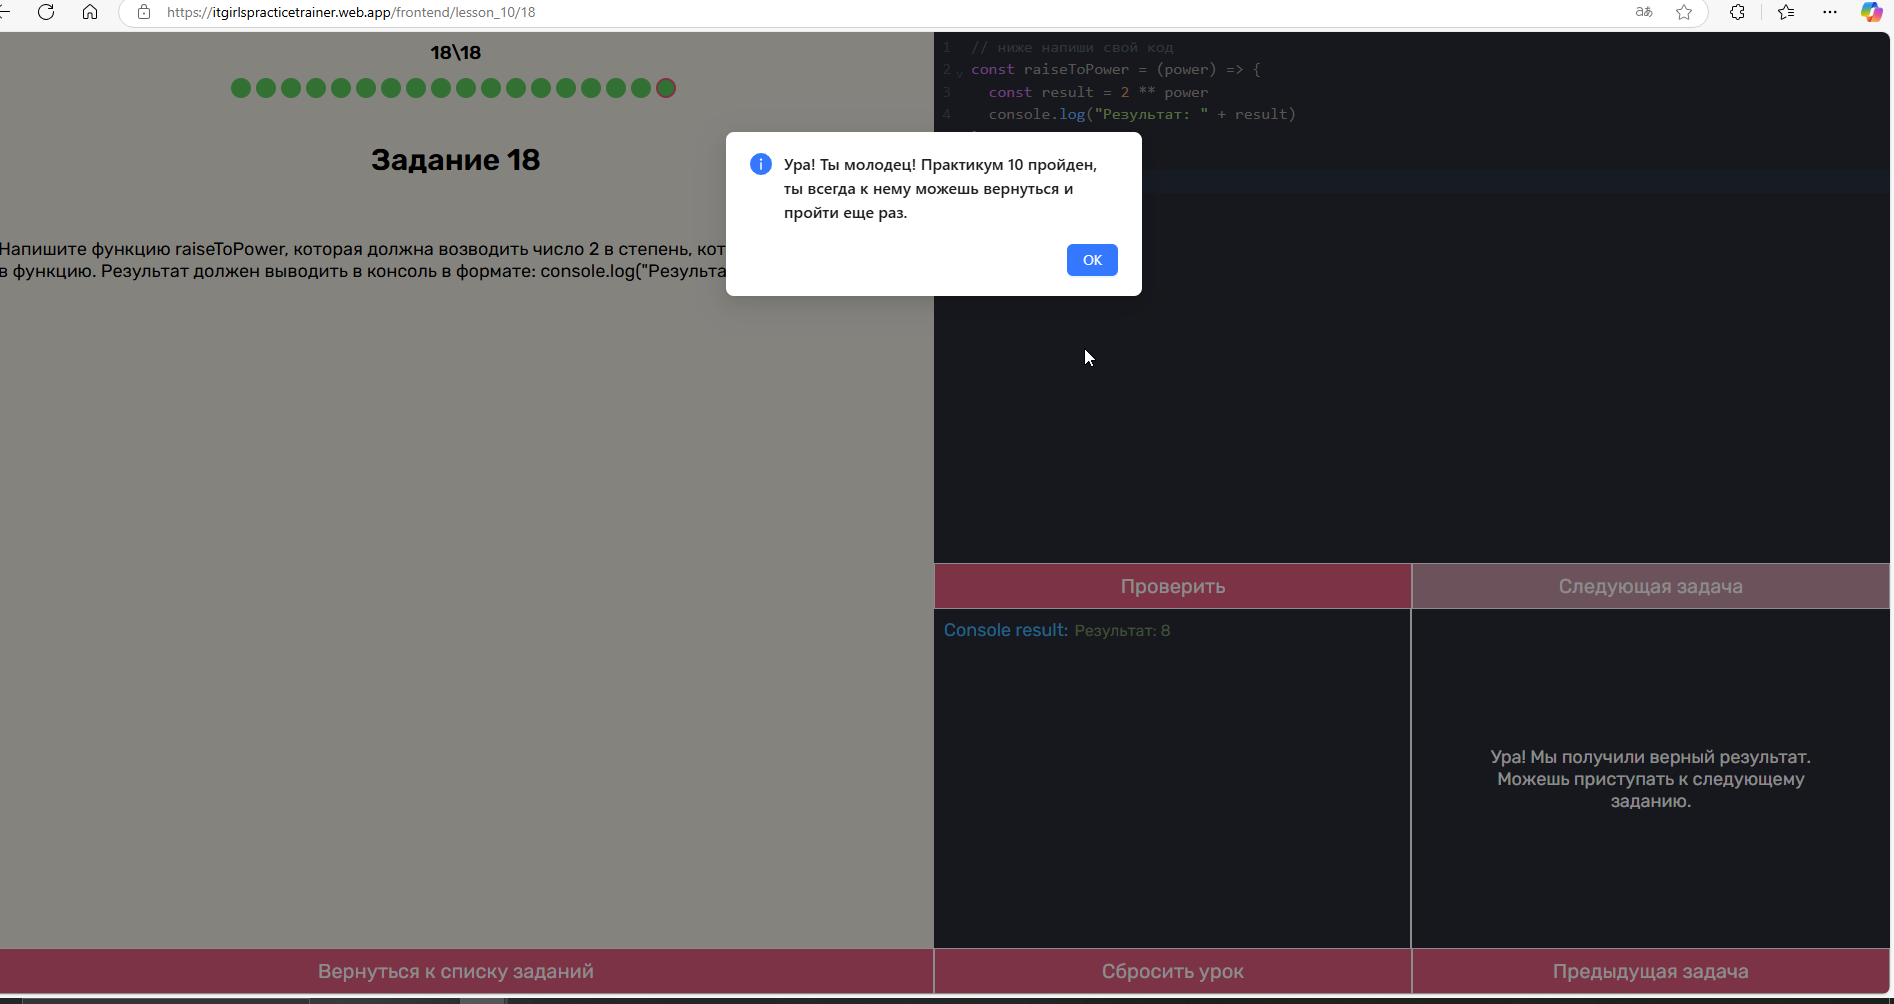 https://itgirlspracticetrainer.web.app/frontend/lesson_10/18
18\18
Задание 18
Напишите функцию raiseToPower, которая должна возводить число 2 в степень, кот
в функцию. Результат должен выводить в консоль в формате: console.log("Результа
1 // ниже напиши свой код
2 const raiseToPower = (power) => {
3 const result = 2 ** power
4 console.log("Результат: " + result)
Ура! Ты молодец! Практикум 10 пройден,
ты всегда к нему можешь вернуться и
пройти еще раз.
OK
Проверить
Следующая задача
Console result: Результат: 8
Ура! Мы получили верный результат.
Можешь приступать к следующему
заданию.
Вернуться к списку заданий
Сбросить урок
Предыдущая задача